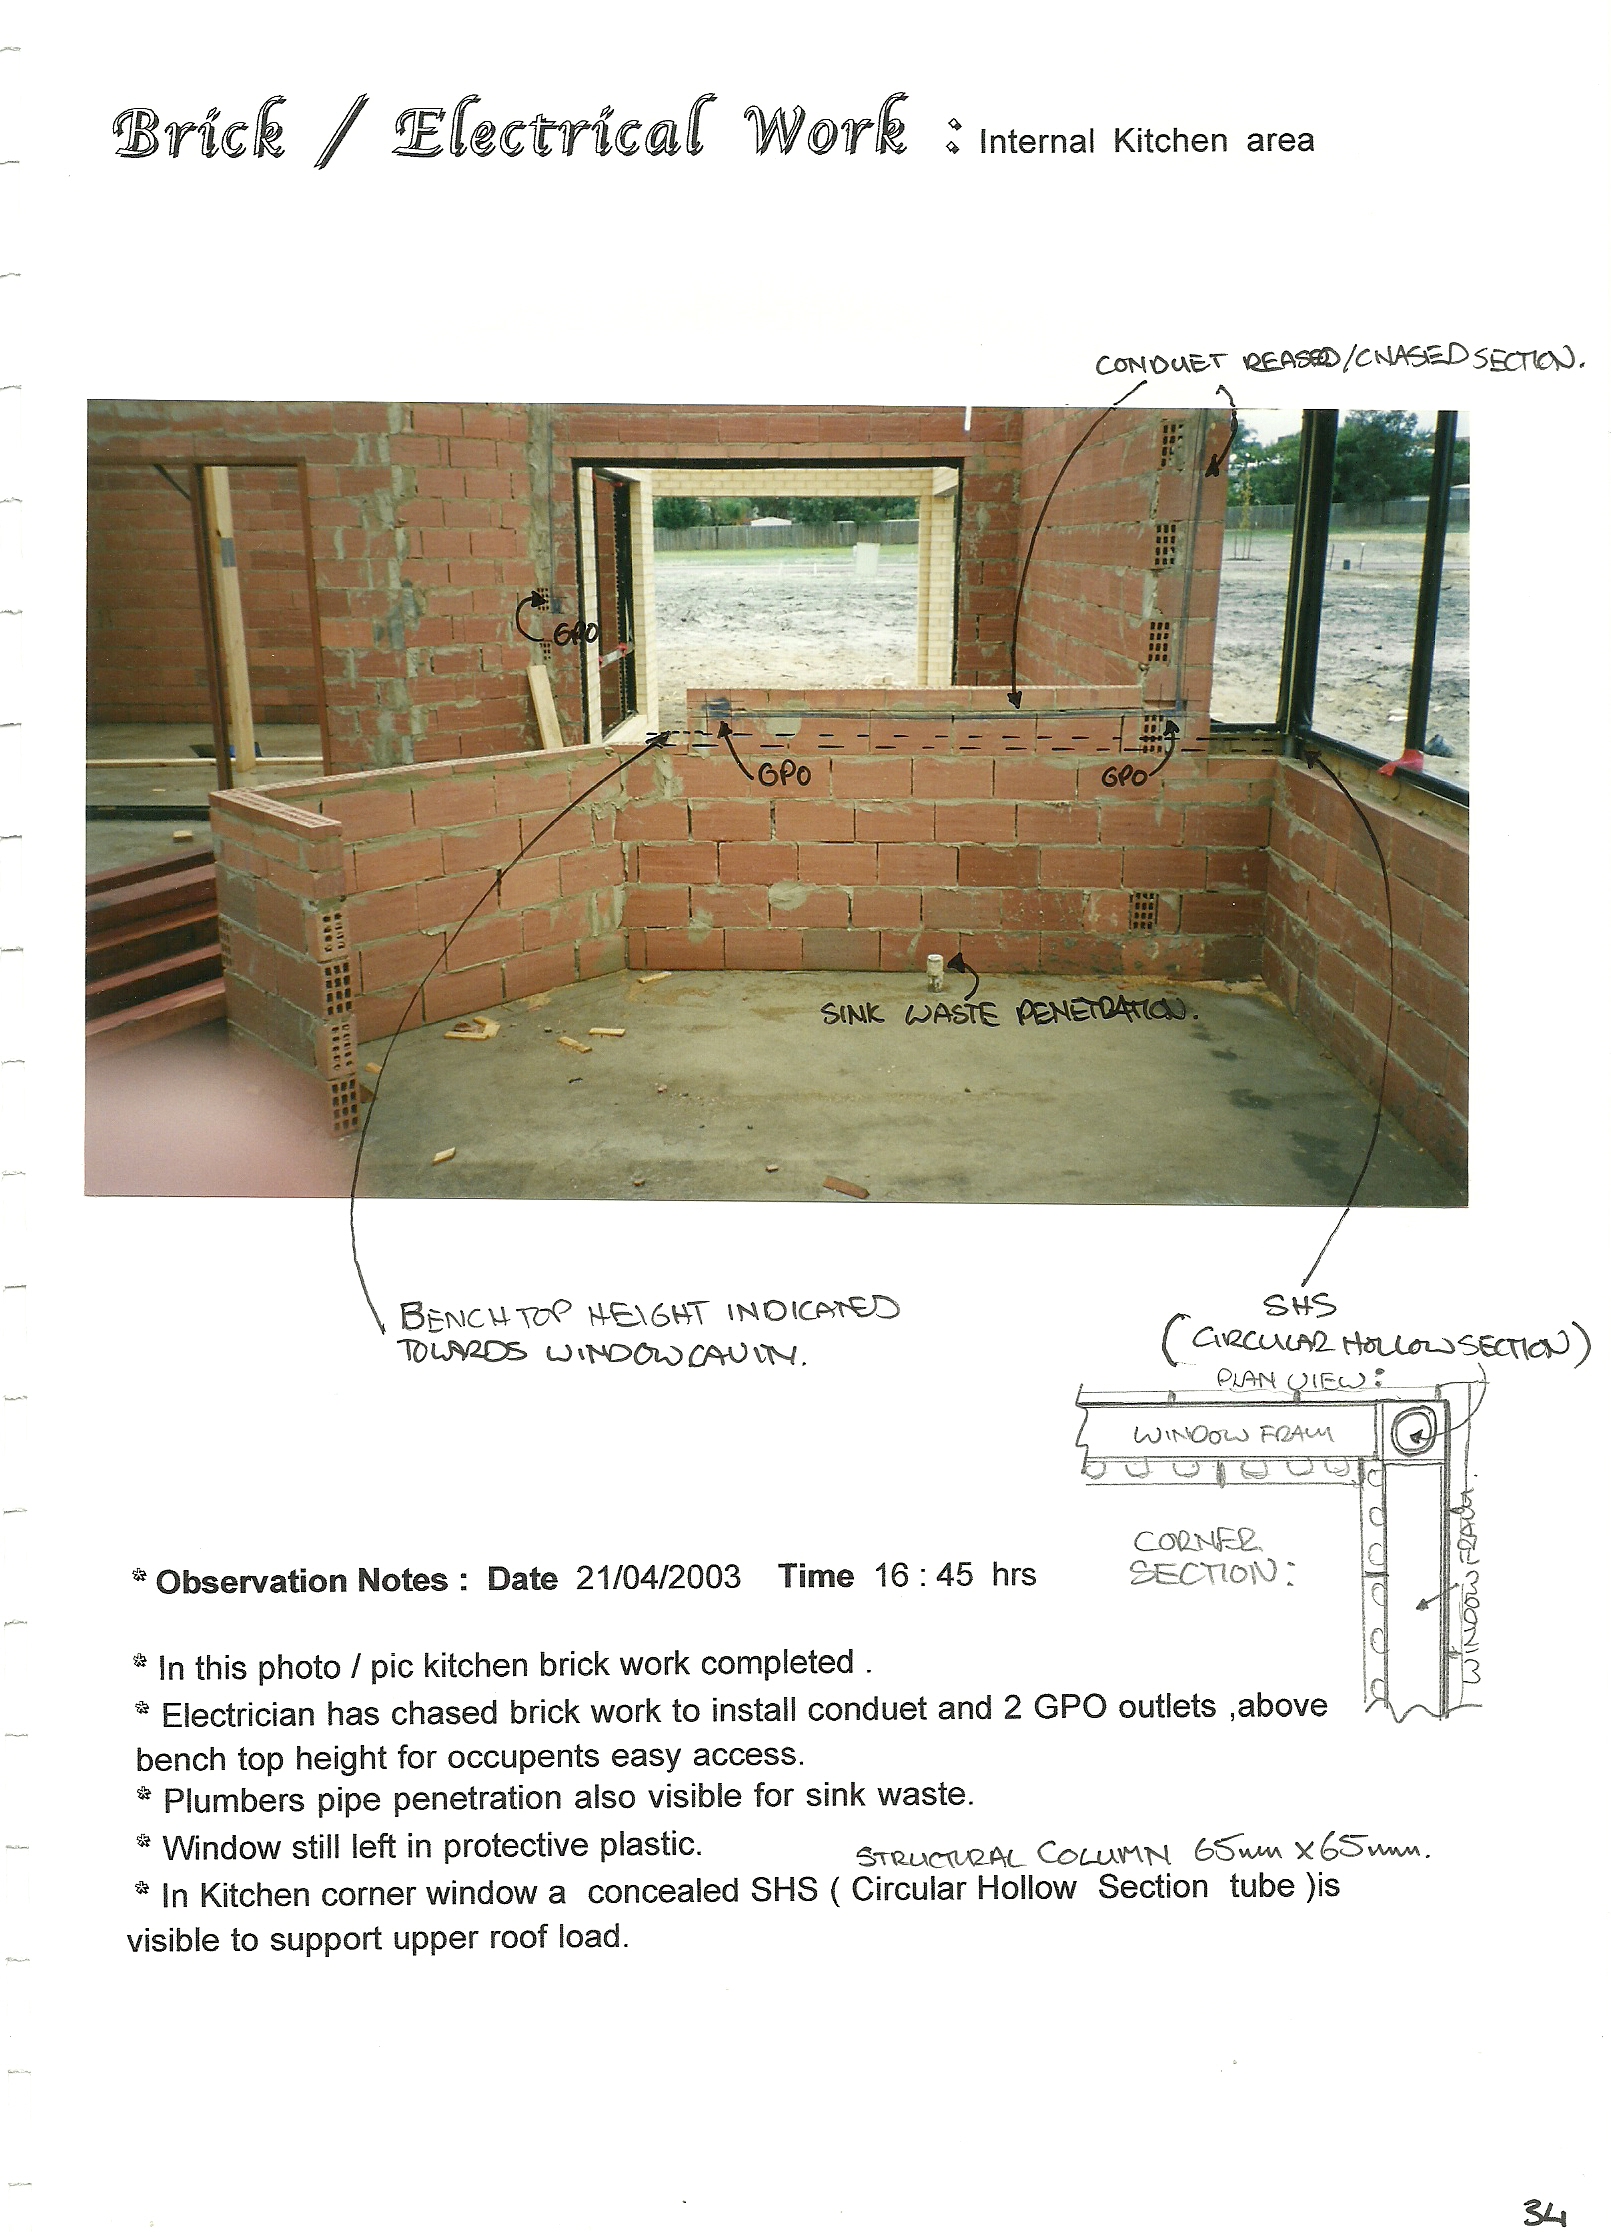 Brick / Electrical Work : Internal Kitchen area
CONDUET REASED/CHASED SECTION.
GPO
GPO
GPO
SINK WASTE PENETRATION.
BENCH TOP HEIGHT INDICATED
TOWARDS WINDOW CAVITY.
SHS
(CIRCULAR HOLLOW SECTION)
PLAN VIEW:
WINDOW FRAM
WINDOW FRAM.
CORNER
SECTION:
* Observation Notes : Date 21/04/2003 Time 16 : 45 hrs
* In this photo / pic kitchen brick work completed .
* Electrician has chased brick work to install conduet and 2 GPO outlets ,above
bench top height for occupents easy access.
* Plumbers pipe penetration also visible for sink waste.
* Window still left in protective plastic.
STRUCTURAL COLUMN 65mm x 65mm.
* In Kitchen corner window a concealed SHS ( Circular Hollow Section tube )is
visible to support upper roof load.
34